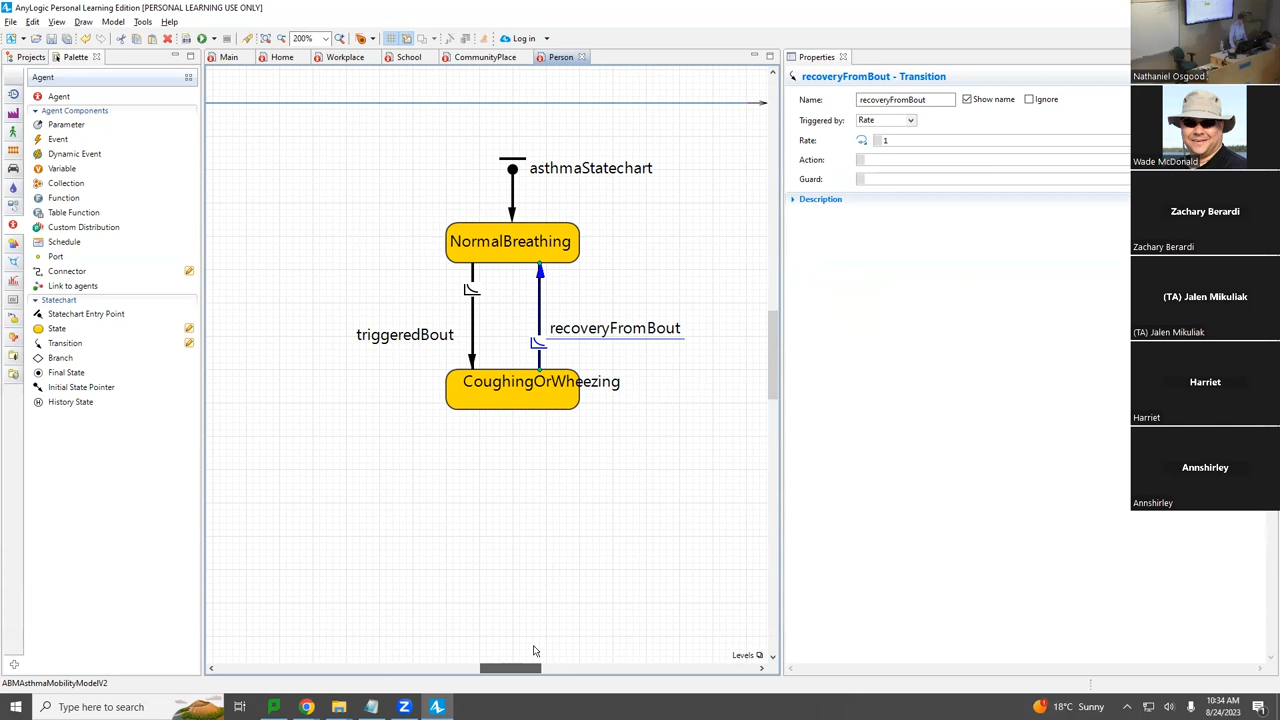 AnyLogic Personal Learning Edition [PERSONAL LEARNING USE ONLY]
File Edit View Draw Model Tools Help
200% Log in
Projects Palette
Main Home Workplace School CommunityPlace Person
Properties
Agent
Agent
Agent Components
Parameter
Event
Dynamic Event
Variable
Collection
Function
Table Function
Custom Distribution
Schedule
Port
Connector
Link to agents
Statechart
Statechart Entry Point
State
Transition
Branch
Final State
Initial State Pointer
History State
asthmaStatechart
NormalBreathing
triggeredBout
recoveryFromBout
CoughingOrWheezing
Levels
recoveryFromBout - Transition
Name: recoveryFromBout Show name Ignore
Triggered by: Rate
Rate: 1
Action:
Guard:
Description
Nathaniel Osgood
Wade McDonald
Zachary Berardi
Zachary Berardi
(TA) Jalen Mikuliak
(TA) Jalen Mikuliak
Harriet
Harriet
Annshirley
Annshirley
ABMAsthmaMobilityModelV2
Type here to search
18°C Sunny
10:34 AM
8/24/2023